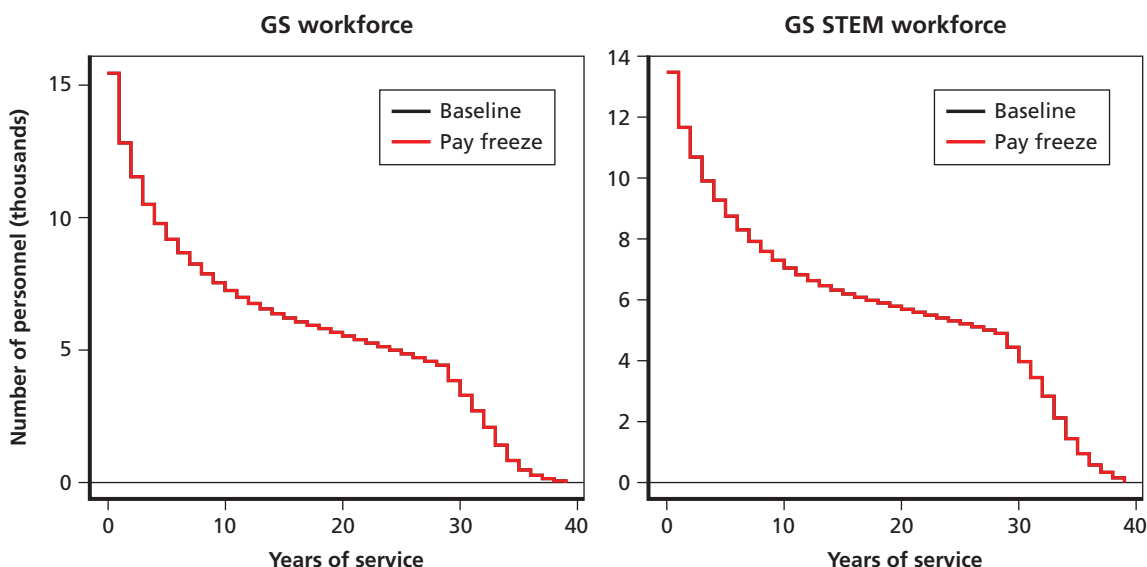 GS workforce
Number of personnel (thousands)
15
10
5
0
Baseline
Pay freeze
0 10 20 30 40
Years of service
GS STEM workforce
14
12
10
8
6
4
2
0
Baseline
Pay freeze
0 10 20 30 40
Years of service